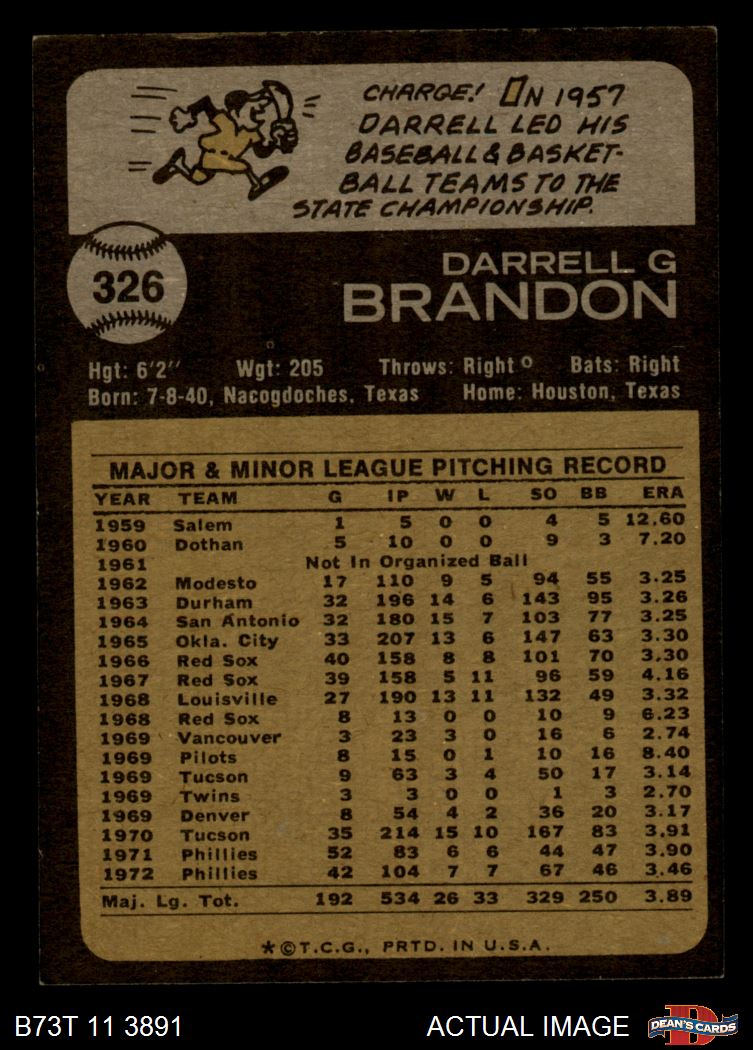 CHARGE! IN 1957
DARRELL LED HIS
BASEBALL & BASKET-
BALL TEAMS TO THE
STATE CHAMPIONSHIP.
326
DARRELL G
BRANDON
Hgt: 6'2" Wgt: 205 Throws: Right Bats: Right
Born: 7-8-40, Nacogdoches, Texas Home: Houston, Texas
MAJOR & MINOR LEAGUE PITCHING RECORD
YEAR TEAM G IP W L SO BB ERA
1959 Salem 1 5 0 0 4 5 12.60
1960 Dothan 5 10 0 0 9 3 7.20
1961 Not In Organized Ball
1962 Modesto 17 110 9 5 94 55 3.25
1963 Durham 32 196 14 6 143 95 3.26
1964 San Antonio 32 180 15 7 103 77 3.25
1965 Okla. City 33 207 13 6 147 63 3.30
1966 Red Sox 40 158 8 8 101 70 3.30
1967 Red Sox 39 158 5 11 96 59 4.16
1968 Louisville 27 190 13 11 132 49 3.32
1968 Red Sox 8 13 0 0 10 9 6.23
1969 Vancouver 3 23 3 0 16 6 2.74
1969 Pilots 8 15 0 1 10 16 8.40
1969 Tucson 9 63 3 4 50 17 3.14
1969 Twins 3 3 0 0 1 3 2.70
1969 Denver 8 54 4 2 36 20 3.17
1970 Tucson 35 214 15 10 167 83 3.91
1971 Phillies 52 83 6 6 44 47 3.90
1972 Phillies 42 104 7 7 67 46 3.46
Maj. Lg. Tot. 192 534 26 33 329 250 3.89
*©T.C.G., PRTD. IN U.S.A.
B73T 11 3891 ACTUAL IMAGE DEAN'S CARDS